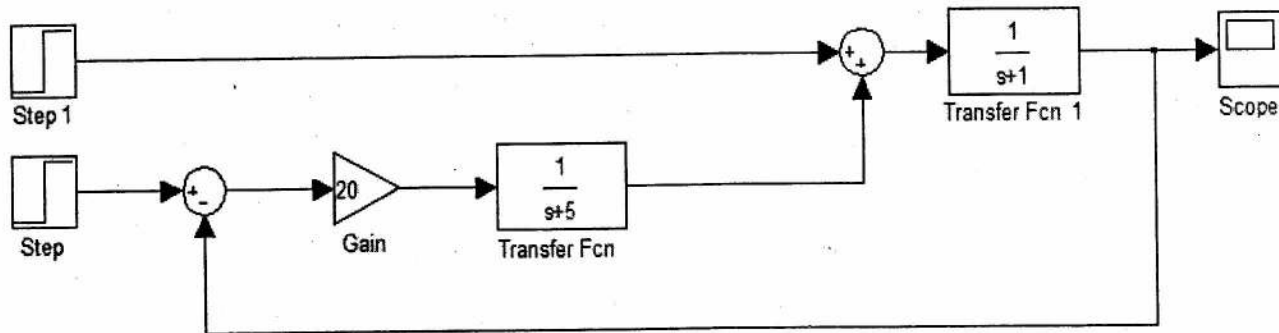 Step 1
+
+
1
s+1
Transfer Fcn 1
Scope
Step
+
-
20
Gain
1
s+5
Transfer Fcn